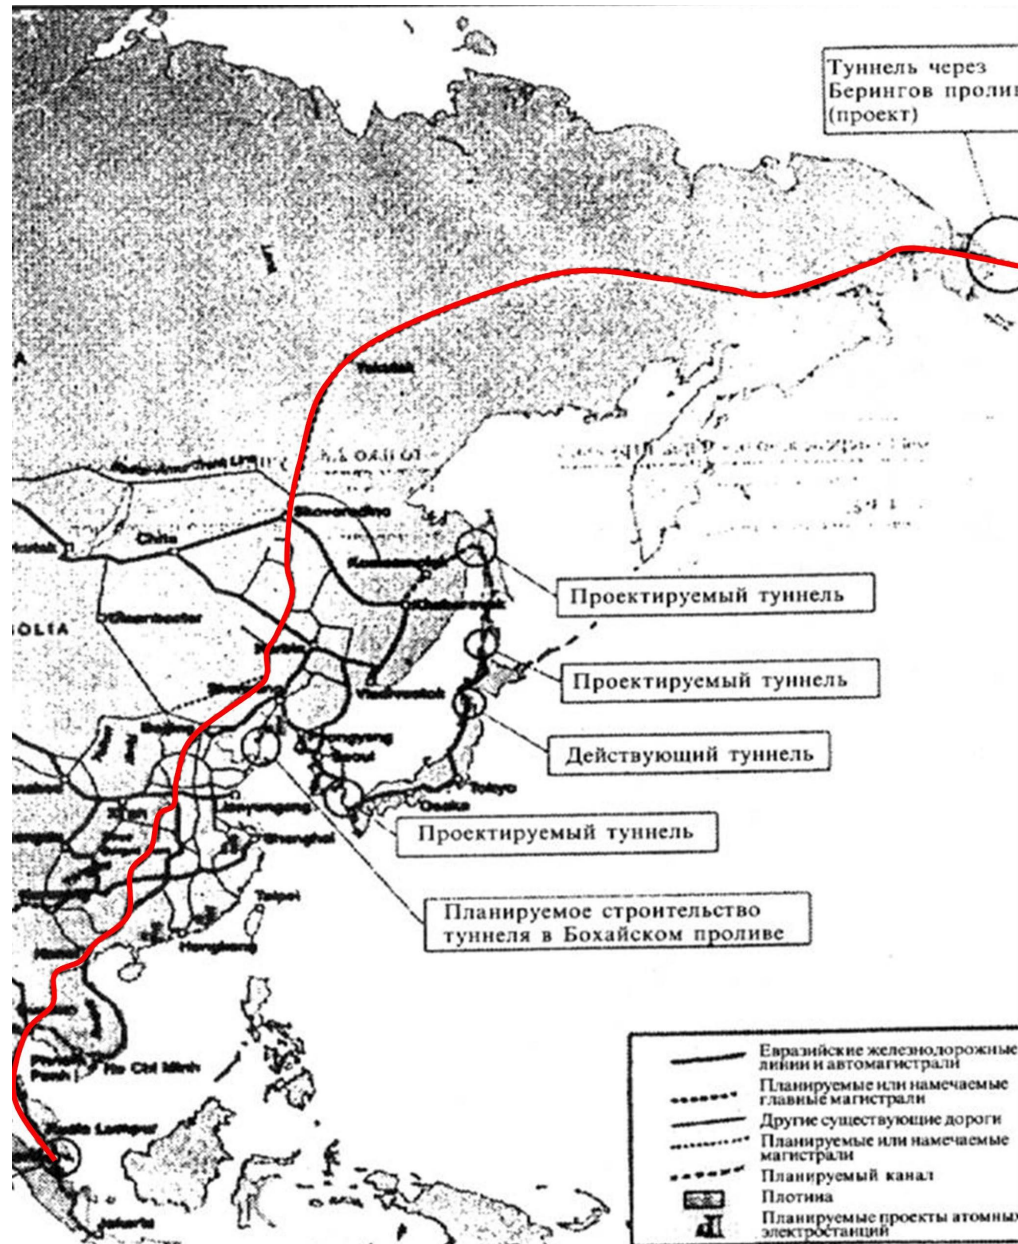 Туннель через
Берингов пролив
(проект)
Yakutsk
Skovorodino
Chita
Khabarovsk
Ulaanbaatar
OLIA
Harbin
Vladivostok
Shenyang
Beijing
Pyongyang
Seoul
Tokyo
Osaka
Lianyungang
Xi'an
Shanghai
Taipei
Hongkong
Hanoi
Phnom
Penh
Ho Chi Minh
Kuala Lumpur
Jakarta
Проектируемый туннель
Проектируемый туннель
Действующий туннель
Проектируемый туннель
Планируемое строительство
туннеля в Бохайском проливе
Евразийские железнодорожные
линии и автомагистрали
Планируемые или намечаемые
главные магистрали
Другие существующие дороги
Планируемые или намечаемые
магистрали
Планируемый канал
Плотина
Планируемые проекты атомных
электростанций